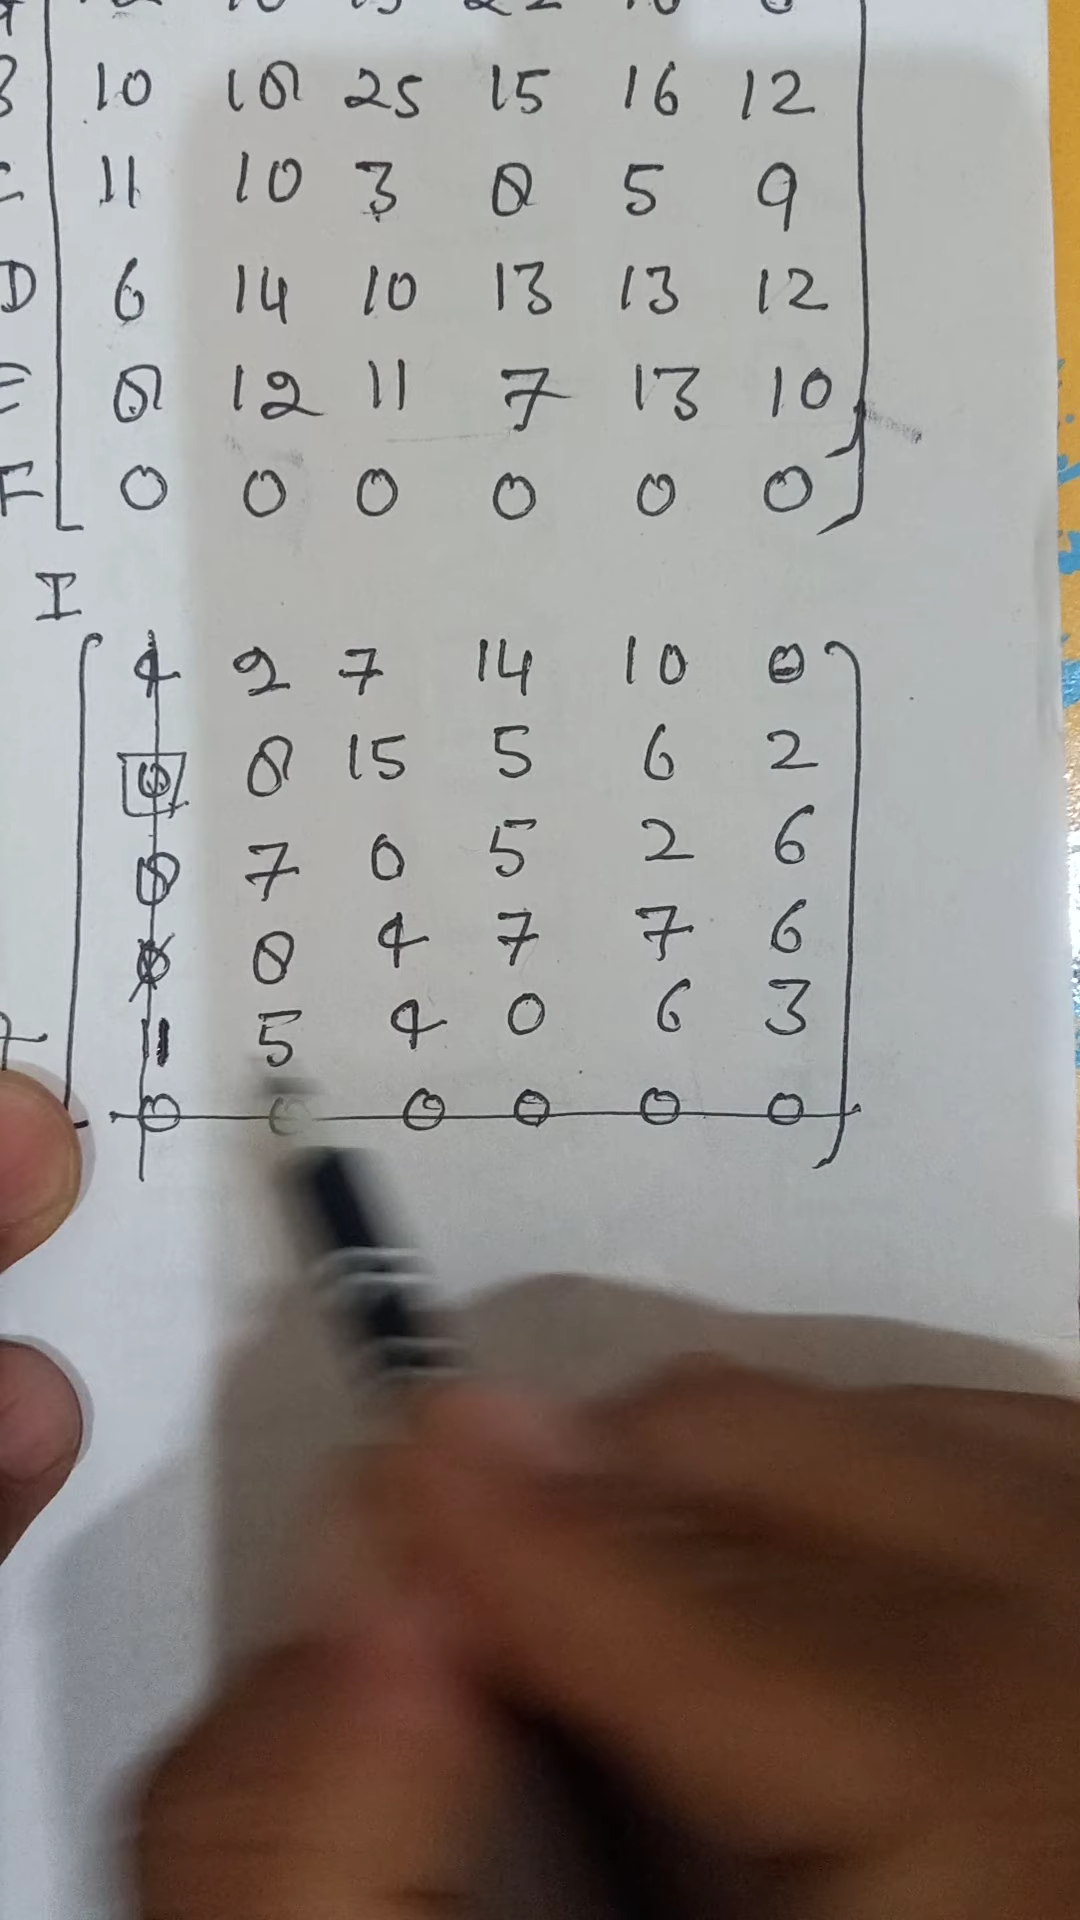 B 10 18 25 15 16 12
C 11 10 3 8 5 9
D 6 14 10 13 13 12
E 8 12 11 7 13 10
F 0 0 0 0 0 0
I
4 2 7 14 10 0
0 8 15 5 6 2
8 7 0 5 2 6
0 8 4 7 7 6
1 5 4 0 6 3
0 0 0 0 0 0